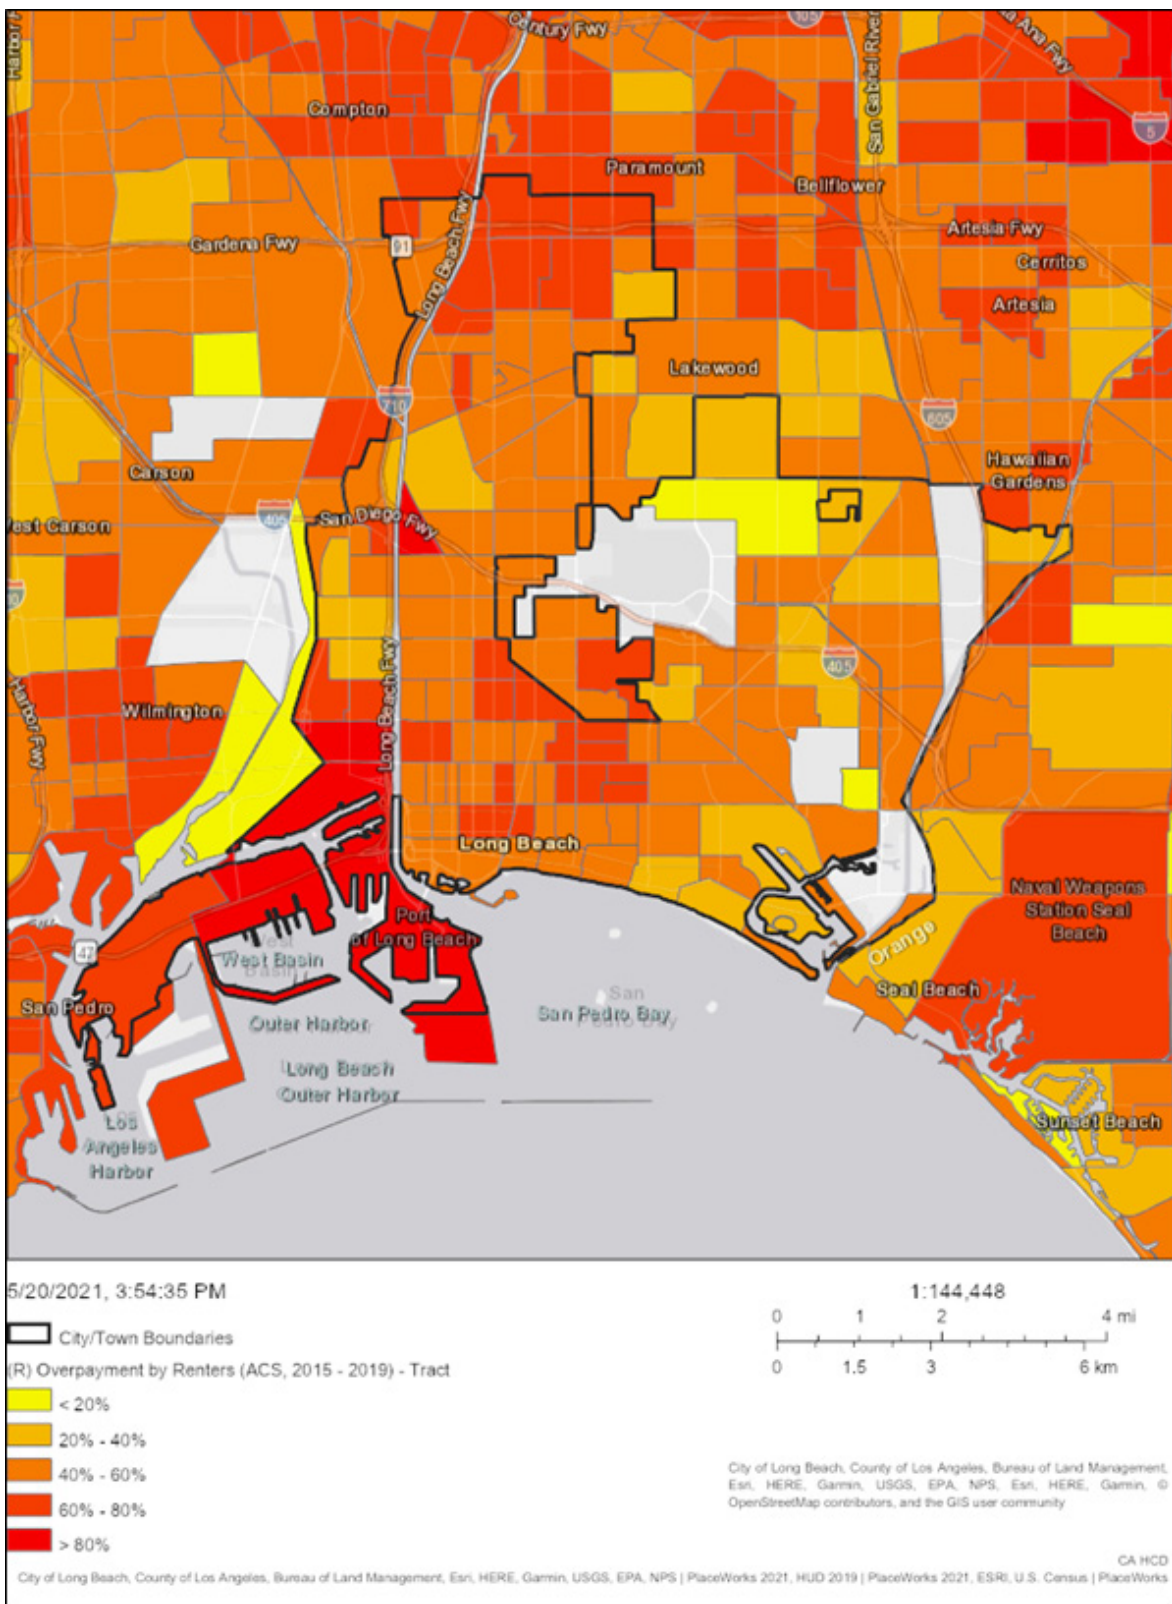 Harbor F
Century Fwy
105
San Gabriel River
ta Ana Fwy
5
Compton
Paramount
Bellflower
Long Beach Fwy
91
Gardena Fwy
Artesia Fwy
Cerritos
Artesia
Lakewood
710
605
Carson
Hawaiian
Gardens
405
San Diego Fwy
West Carson
Long Beach Fwy
405
Harbor Fwy
Wilmington
Long Beach
Naval Weapons
Station Seal
Beach
Port
of Long Beach
47
West
Basin
West Basin
Orange
San Pedro
Seal Beach
San
Pedro Bay
San Pedro Bay
Outer Harbor
Long Beach
Outer Harbor
Los
Angeles
Harbor
Sunset Beach
5/20/2021, 3:54:35 PM
1:144,448
0 1 2 4 mi
0 1.5 3 6 km
City/Town Boundaries
(R) Overpayment by Renters (ACS, 2015 - 2019) - Tract
< 20%
20% - 40%
40% - 60%
60% - 80%
> 80%
City of Long Beach, County of Los Angeles, Bureau of Land Management,
Esri, HERE, Garmin, USGS, EPA, NPS, Esri, HERE, Garmin, ©
OpenStreetMap contributors, and the GIS user community
CA HCD
City of Long Beach, County of Los Angeles, Bureau of Land Management, Esri, HERE, Garmin, USGS, EPA, NPS | PlaceWorks 2021, HUD 2019 | PlaceWorks 2021, ESRI, U.S. Census | PlaceWorks